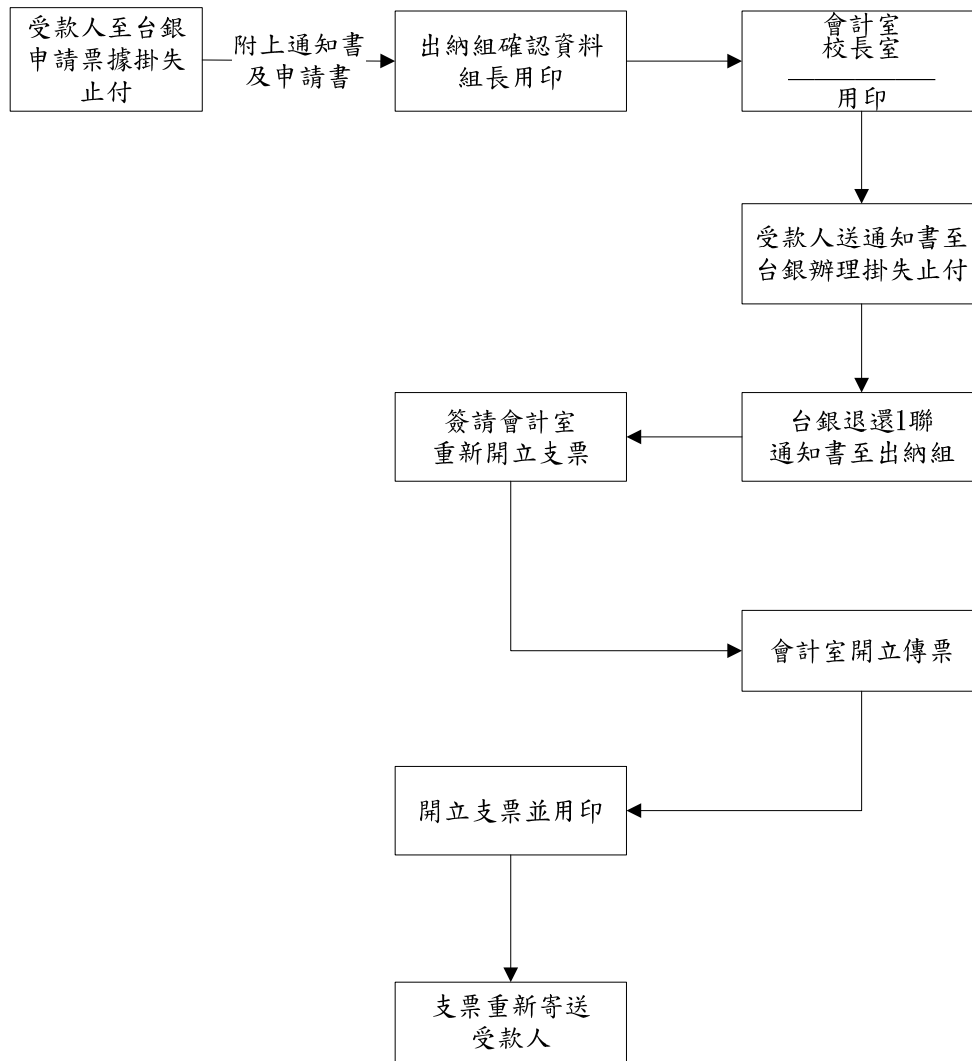 受款人至台銀
申請票據掛失
止付
附上通知書
及申請書
出納組確認資料
組長用印
會計室
校長室
用印
受款人送通知書至
台銀辦理掛失止付
台銀退還1聯
通知書至出納組
簽請會計室
重新開立支票
會計室開立傳票
開立支票並用印
支票重新寄送
受款人